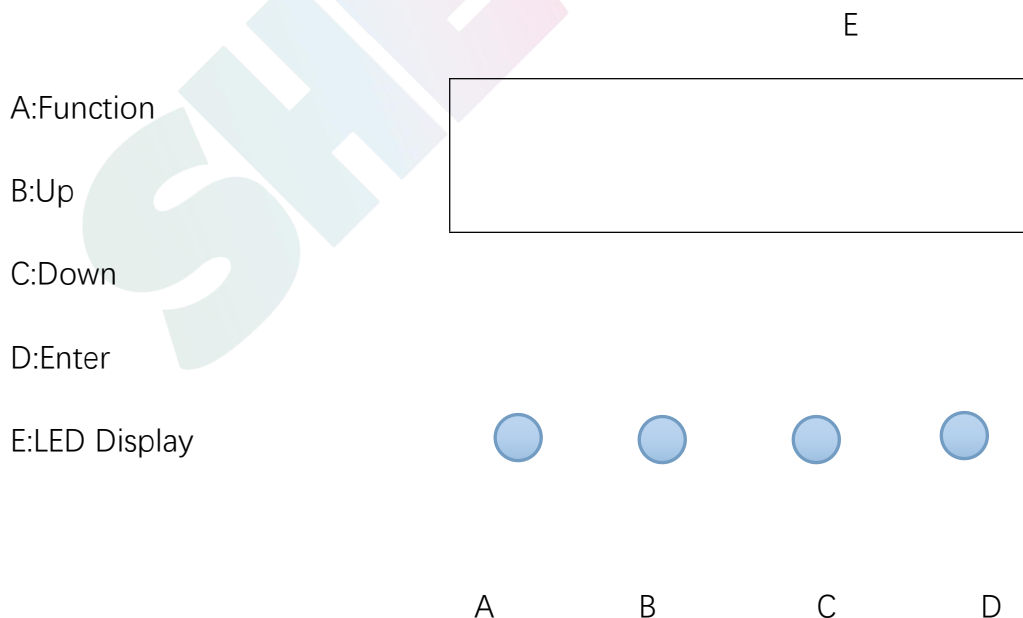 E
A:Function
B:Up
C:Down
D:Enter
E:LED Display
A B C D
SHE